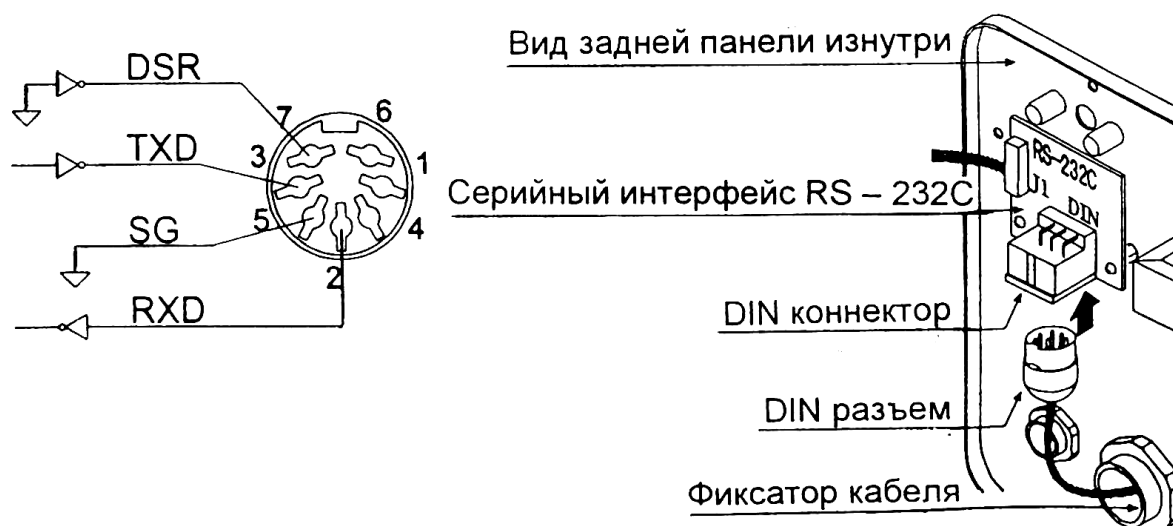 DSR
7
6
TXD
3
1
SG
5
4
2
RXD
Вид задней панели изнутри
RS-232C
Серийный интерфейс RS – 232C
J1
DIN
DIN коннектор
DIN разъем
Фиксатор кабеля